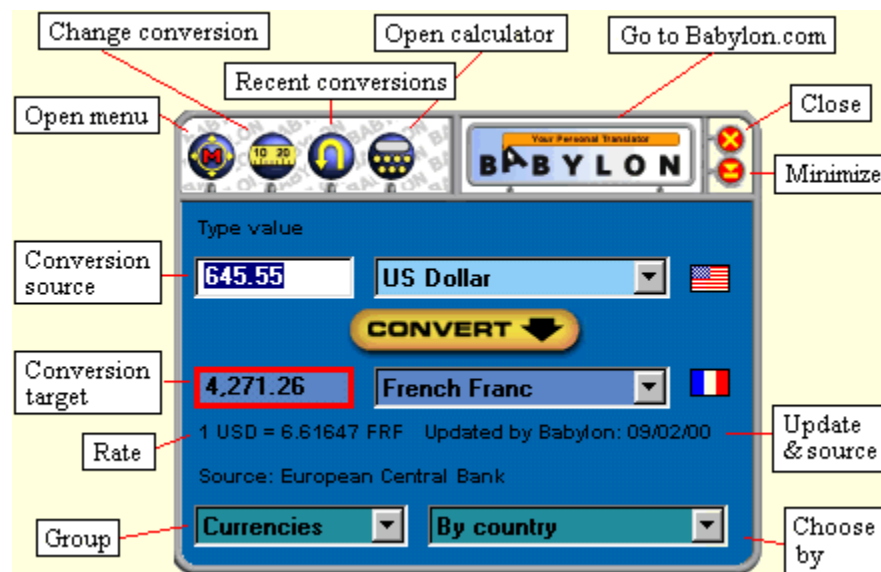 Change conversion
Open calculator
Go to Babylon.com
Recent conversions
Open menu
Close
10 20
M
Your Personal Translator
BABYLON
Minimize
Type value
Conversion
source
645.55
US Dollar
CONVERT
Conversion
target
4,271.26
French Franc
Rate
1 USD = 6.61647 FRF Updated by Babylon: 09/02/00
Update
& source
Source: European Central Bank
Group
Currencies
By country
Choose
by